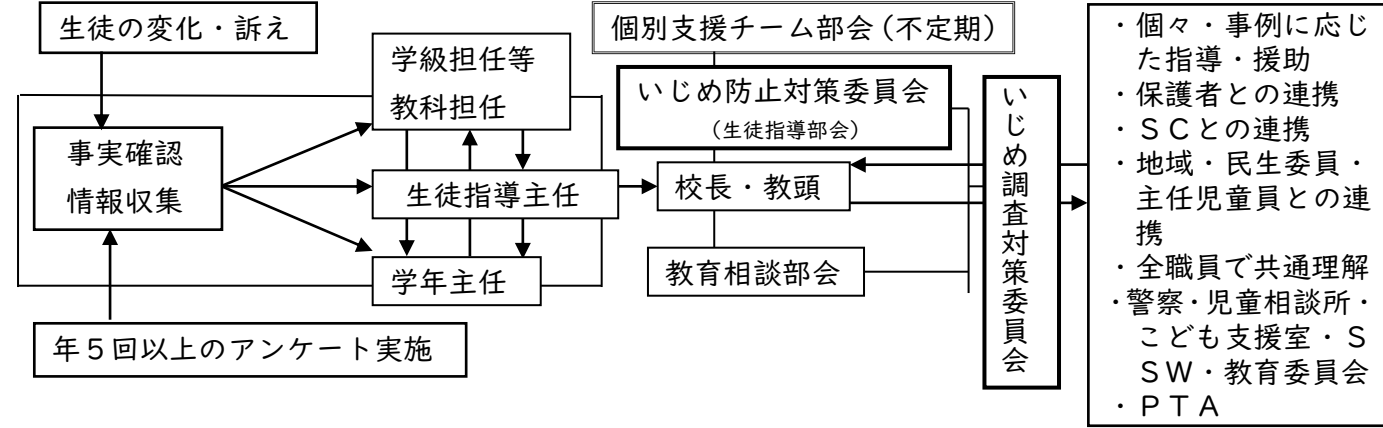 生徒の変化・訴え
事実確認
情報収集
年５回以上のアンケート実施
学級担任等
教科担任
生徒指導主任
学年主任
個別支援チーム部会（不定期）
いじめ防止対策委員会
（生徒指導部会）
校長・教頭
教育相談部会
いじめ調査対策委員会
・個々・事例に応じ
た指導・援助
・保護者との連携
・ＳＣとの連携
・地域・民生委員・
主任児童員との連
携
・全職員で共通理解
・警察・児童相談所・
こども支援室・Ｓ
ＳＷ・教育委員会
・ＰＴＡ